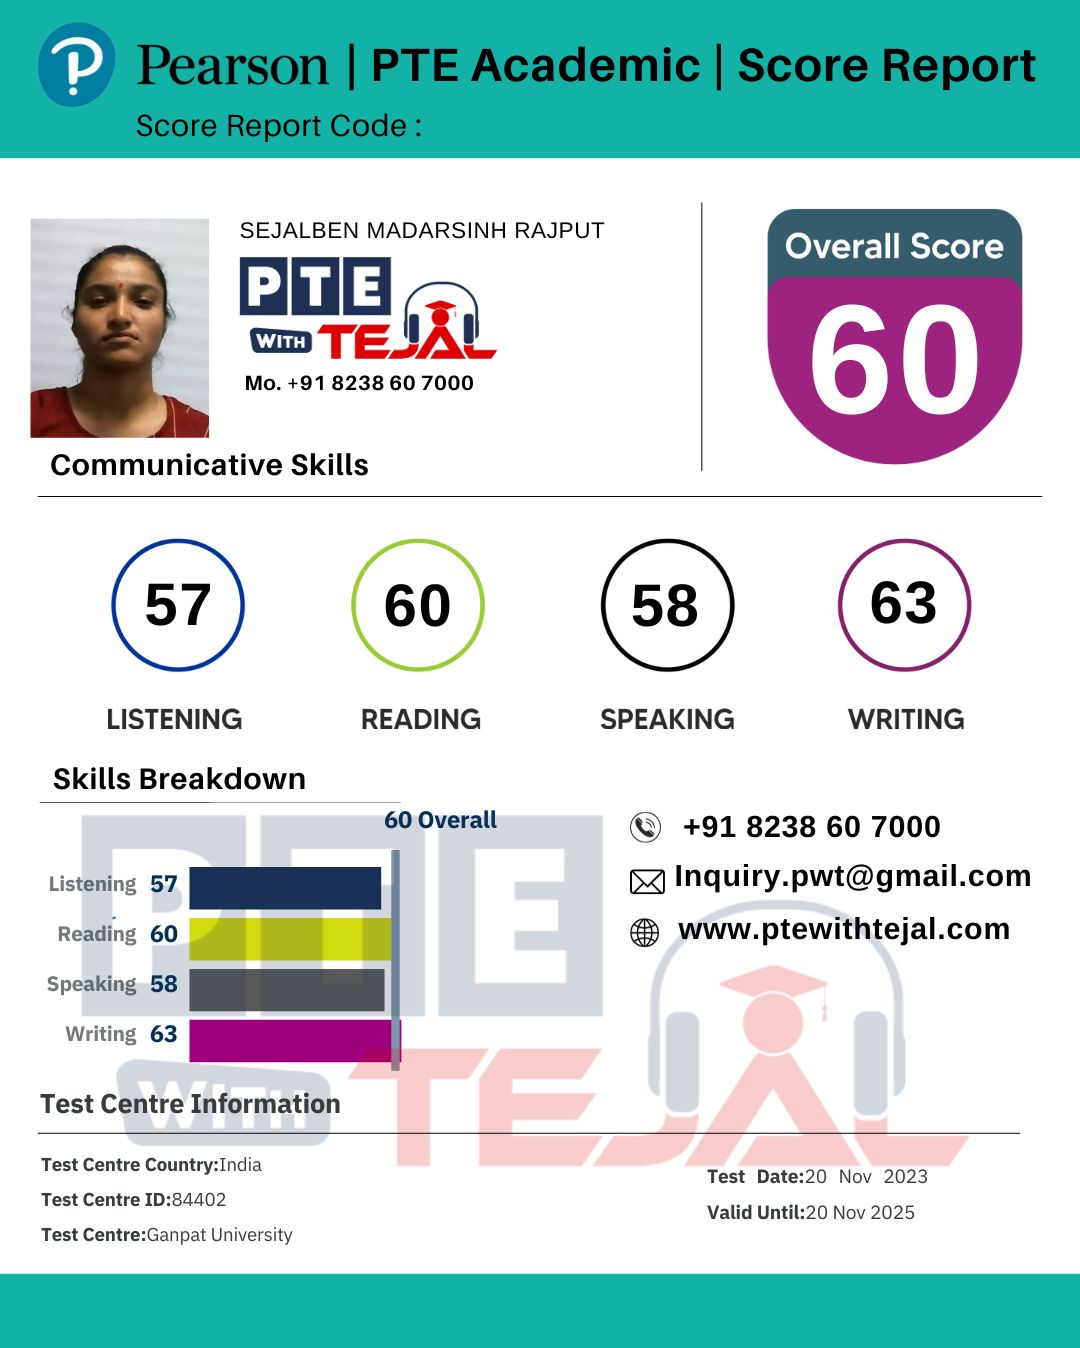 Pearson | PTE Academic | Score Report
Score Report Code :
SEJALBEN MADARSINH RAJPUT
PTE
WITH TEJAL
Mo. +91 8238 60 7000
Overall Score
60
Communicative Skills
57 60 58 63
LISTENING READING SPEAKING WRITING
Skills Breakdown
60 Overall
Listening 57
Reading 60
Speaking 58
Writing 63
+91 8238 60 7000
Inquiry.pwt@gmail.com
www.ptewithtejal.com
PTE
WITH TEJAL
Test Centre Information
Test Centre Country:India
Test Centre ID:84402
Test Centre:Ganpat University
Test Date:20 Nov 2023
Valid Until:20 Nov 2025